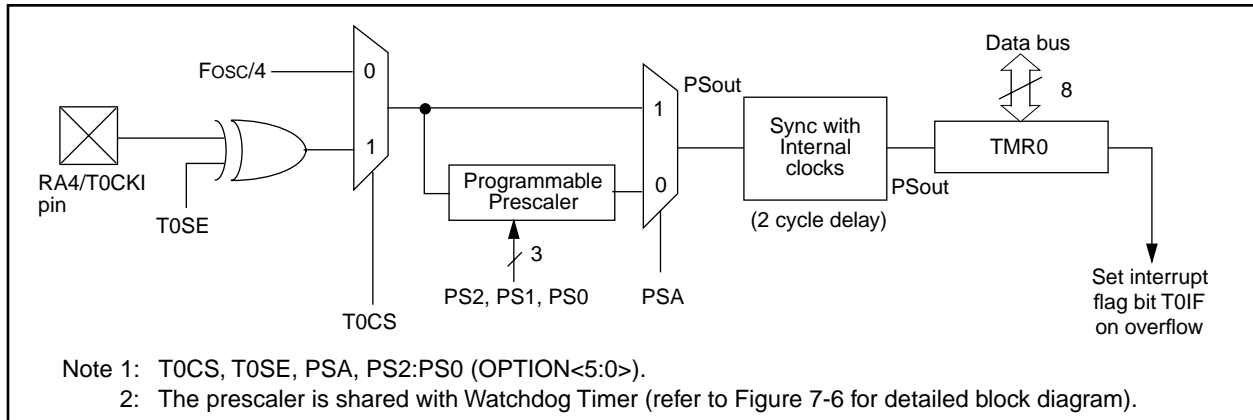 Data bus
8
FOSC/4
0
1
RA4/T0CKI
pin
T0SE
T0CS
Programmable
Prescaler
3
PS2, PS1, PS0
1
0
PSA
PSout
Sync with
Internal
clocks
(2 cycle delay)
PSout
TMR0
Set interrupt
flag bit T0IF
on overflow
Note 1: T0CS, T0SE, PSA, PS2:PS0 (OPTION<5:0>).
2: The prescaler is shared with Watchdog Timer (refer to Figure 7-6 for detailed block diagram).